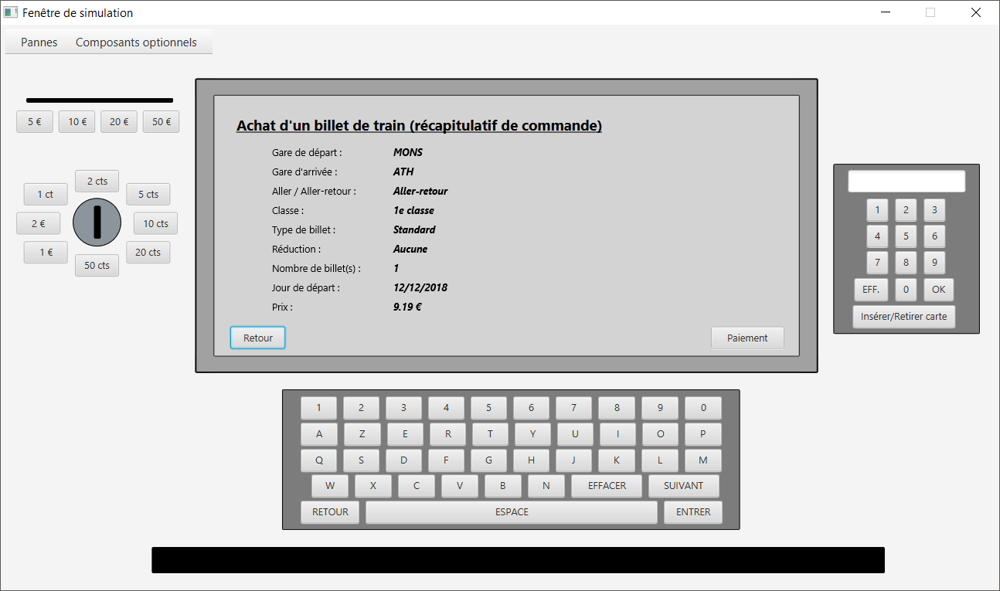 Fenêtre de simulation
Pannes Composants optionnels
5 € 10 € 20 € 50 €
2 cts
1 ct 5 cts
2 € 10 cts
1 € 20 cts
50 cts
Achat d'un billet de train (récapitulatif de commande)
Gare de départ : MONS
Gare d'arrivée : ATH
Aller / Aller-retour : Aller-retour
Classe : 1e classe
Type de billet : Standard
Réduction : Aucune
Nombre de billet(s) : 1
Jour de départ : 12/12/2018
Prix : 9.19 €
Retour Paiement
1 2 3
4 5 6
7 8 9
EFF. 0 OK
Insérer/Retirer carte
1 2 3 4 5 6 7 8 9 0
A Z E R T Y U I O P
Q S D F G H J K L M
W X C V B N EFFACER SUIVANT
RETOUR ESPACE ENTRER